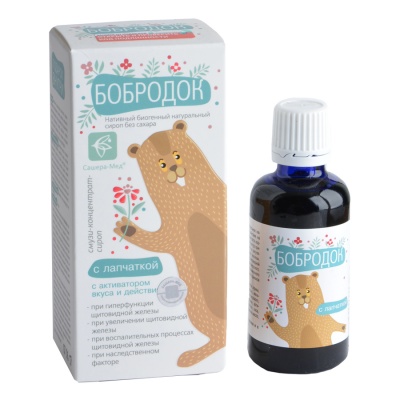 БОБРОДОК
Нативный биогенный натуральный
сироп без сахара
Сашера-Мед
смузи-концентрат-
сироп
с лапчаткой
с активатором
вкуса и действия
- при гиперфункции
щитовидной железы
- при увеличении щитовидной
железы
- при воспалительных процессах
щитовидной железы
- при наследственном
факторе
БОБРОДОК
с лапчаткой